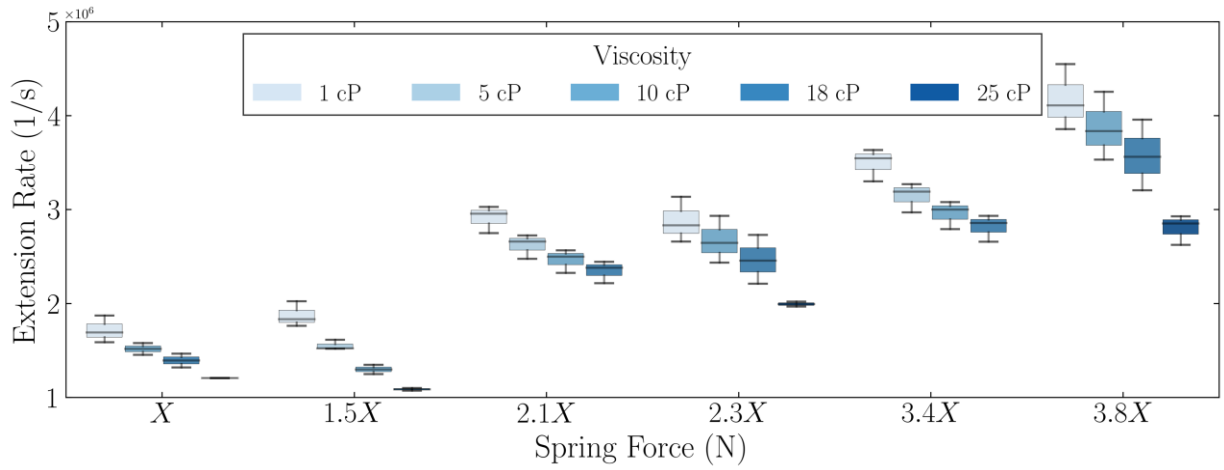 5 ×10⁶
Viscosity
1 cP 5 cP 10 cP 18 cP 25 cP
4
3
2
1
Extension Rate (1/s)
X 1.5X 2.1X 2.3X 3.4X 3.8X
Spring Force (N)